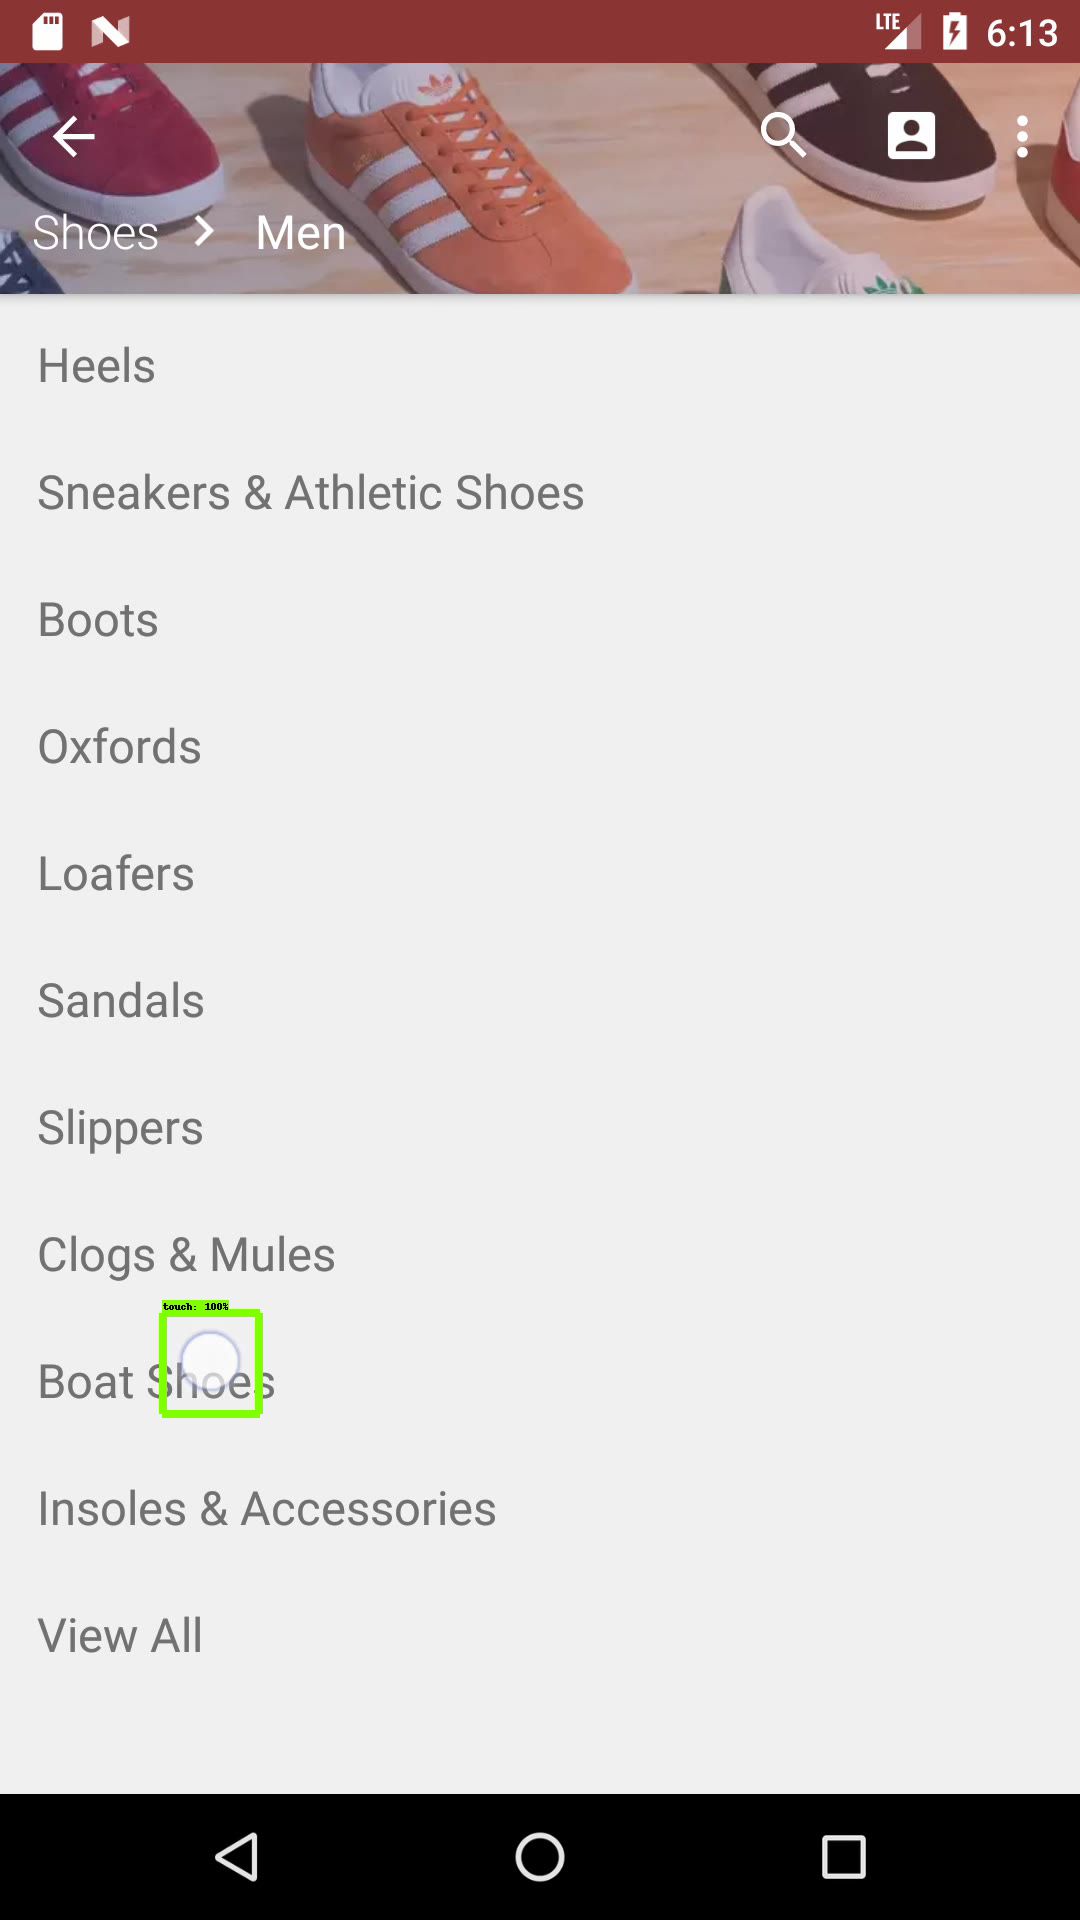 LTE 6:13
Shoes > Men
Heels
Sneakers & Athletic Shoes
Boots
Oxfords
Loafers
Sandals
Slippers
Clogs & Mules
touch: 100%
Boat Shoes
Insoles & Accessories
View All